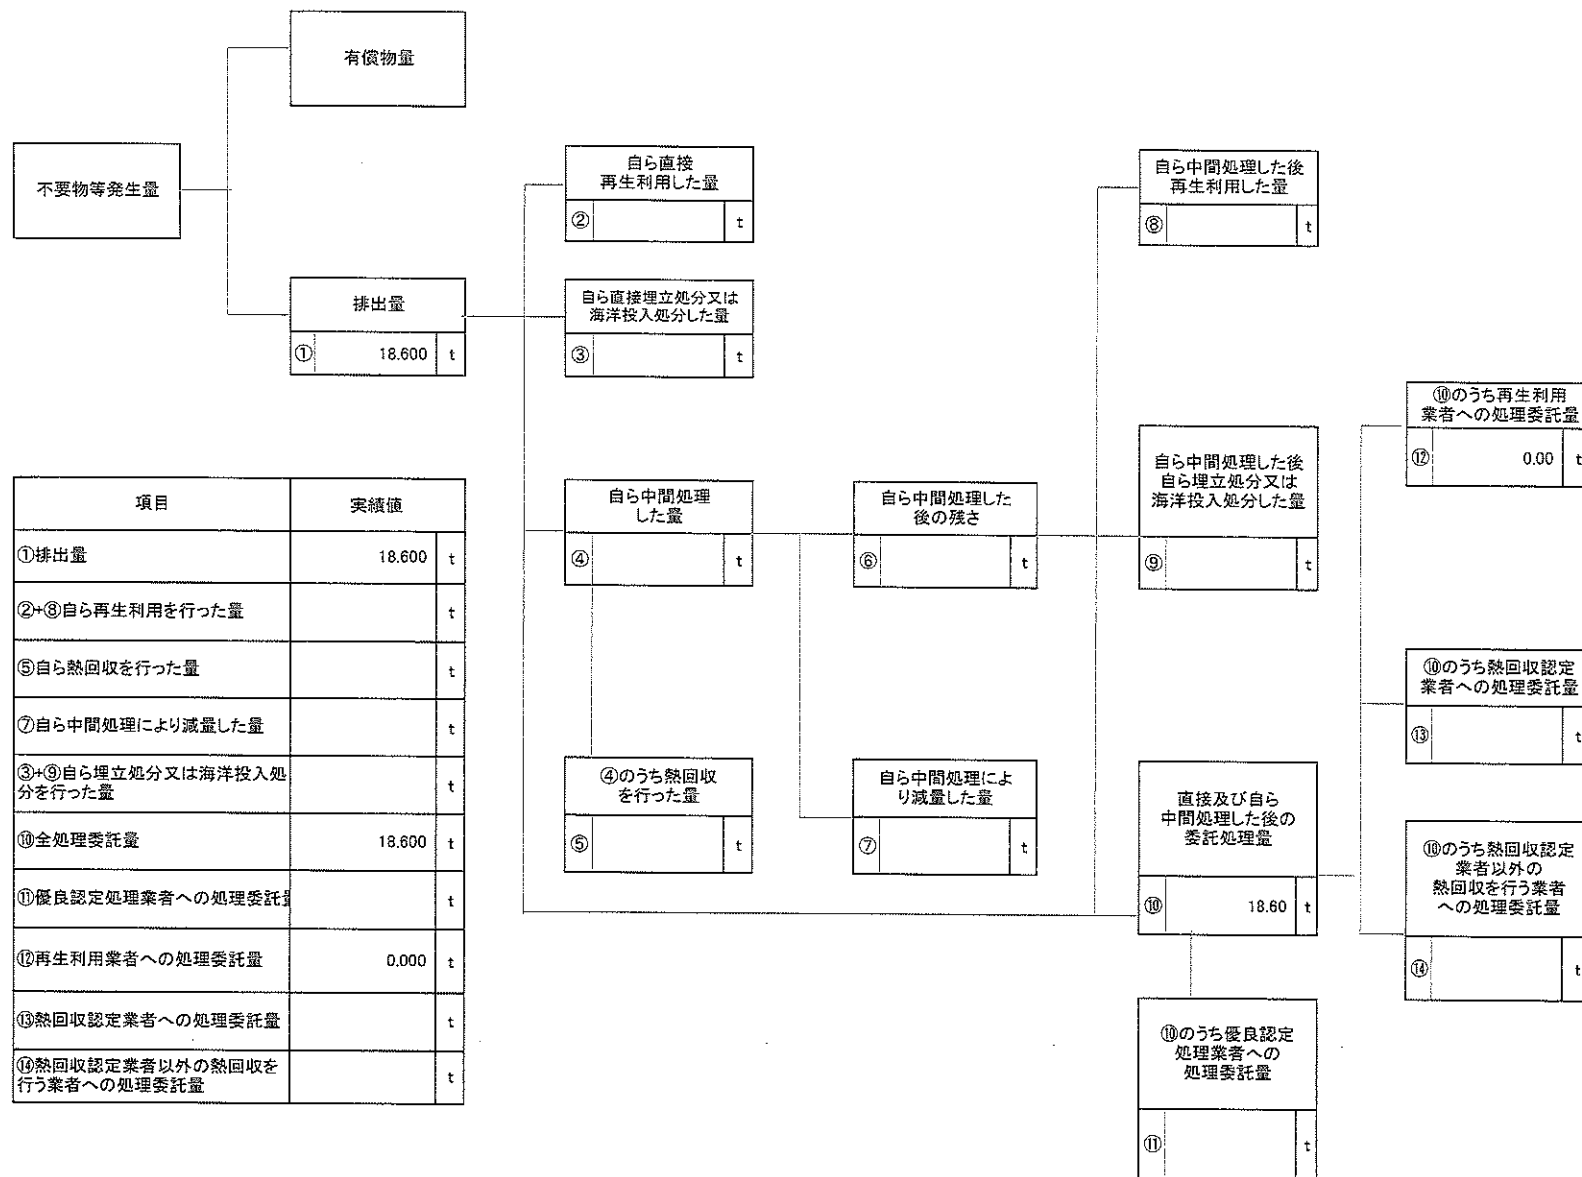 有償物量
不要物等発生量
排出量
① 18.600 t
自ら直接
再生利用した量
② t
自ら直接埋立処分又は
海洋投入処分した量
③ t
自ら中間処理
した量
④ t
④のうち熱回収
を行った量
⑤ t
自ら中間処理した
後の残さ
⑥ t
自ら中間処理によ
り減量した量
⑦ t
自ら中間処理した後
再生利用した量
⑧ t
自ら中間処理した後
自ら埋立処分又は
海洋投入処分した量
⑨ t
直接及び自ら
中間処理した後の
委託処理量
⑩ 18.60 t
⑩のうち優良認定
処理業者への
処理委託量
⑪ t
⑩のうち再生利用
業者への処理委託量
⑫ 0.00 t
⑩のうち熱回収認定
業者への処理委託量
⑬ t
⑩のうち熱回収認定
業者以外の
熱回収を行う業者
への処理委託量
⑭ t
項目 実績値
①排出量 18.600 t
②+⑧自ら再生利用を行った量 t
⑤自ら熱回収を行った量 t
⑦自ら中間処理により減量した量 t
③+⑨自ら埋立処分又は海洋投入処
分を行った量 t
⑩全処理委託量 18.600 t
⑪優良認定処理業者への処理委託量 t
⑫再生利用業者への処理委託量 0.000 t
⑬熱回収認定業者への処理委託量 t
⑭熱回収認定業者以外の熱回収を
行う業者への処理委託量 t